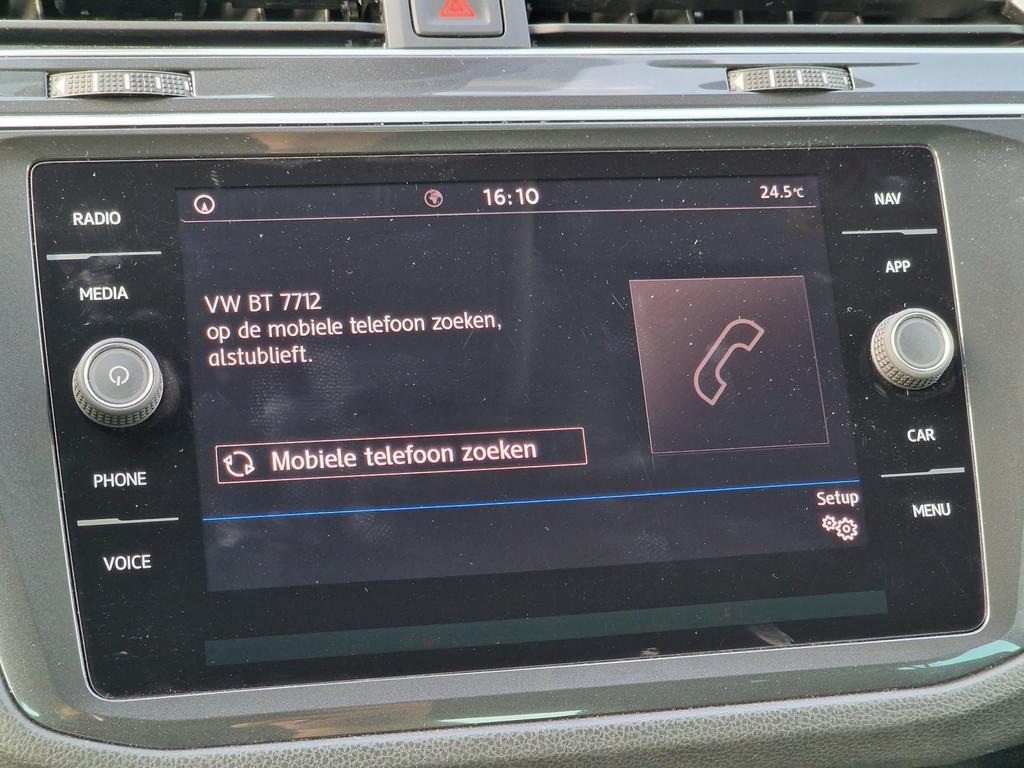 16:10
24.5°C
RADIO
MEDIA
PHONE
VOICE
VW BT 7712
op de mobiele telefoon zoeken,
alstublieft.
Mobiele telefoon zoeken
Setup
NAV
APP
CAR
MENU